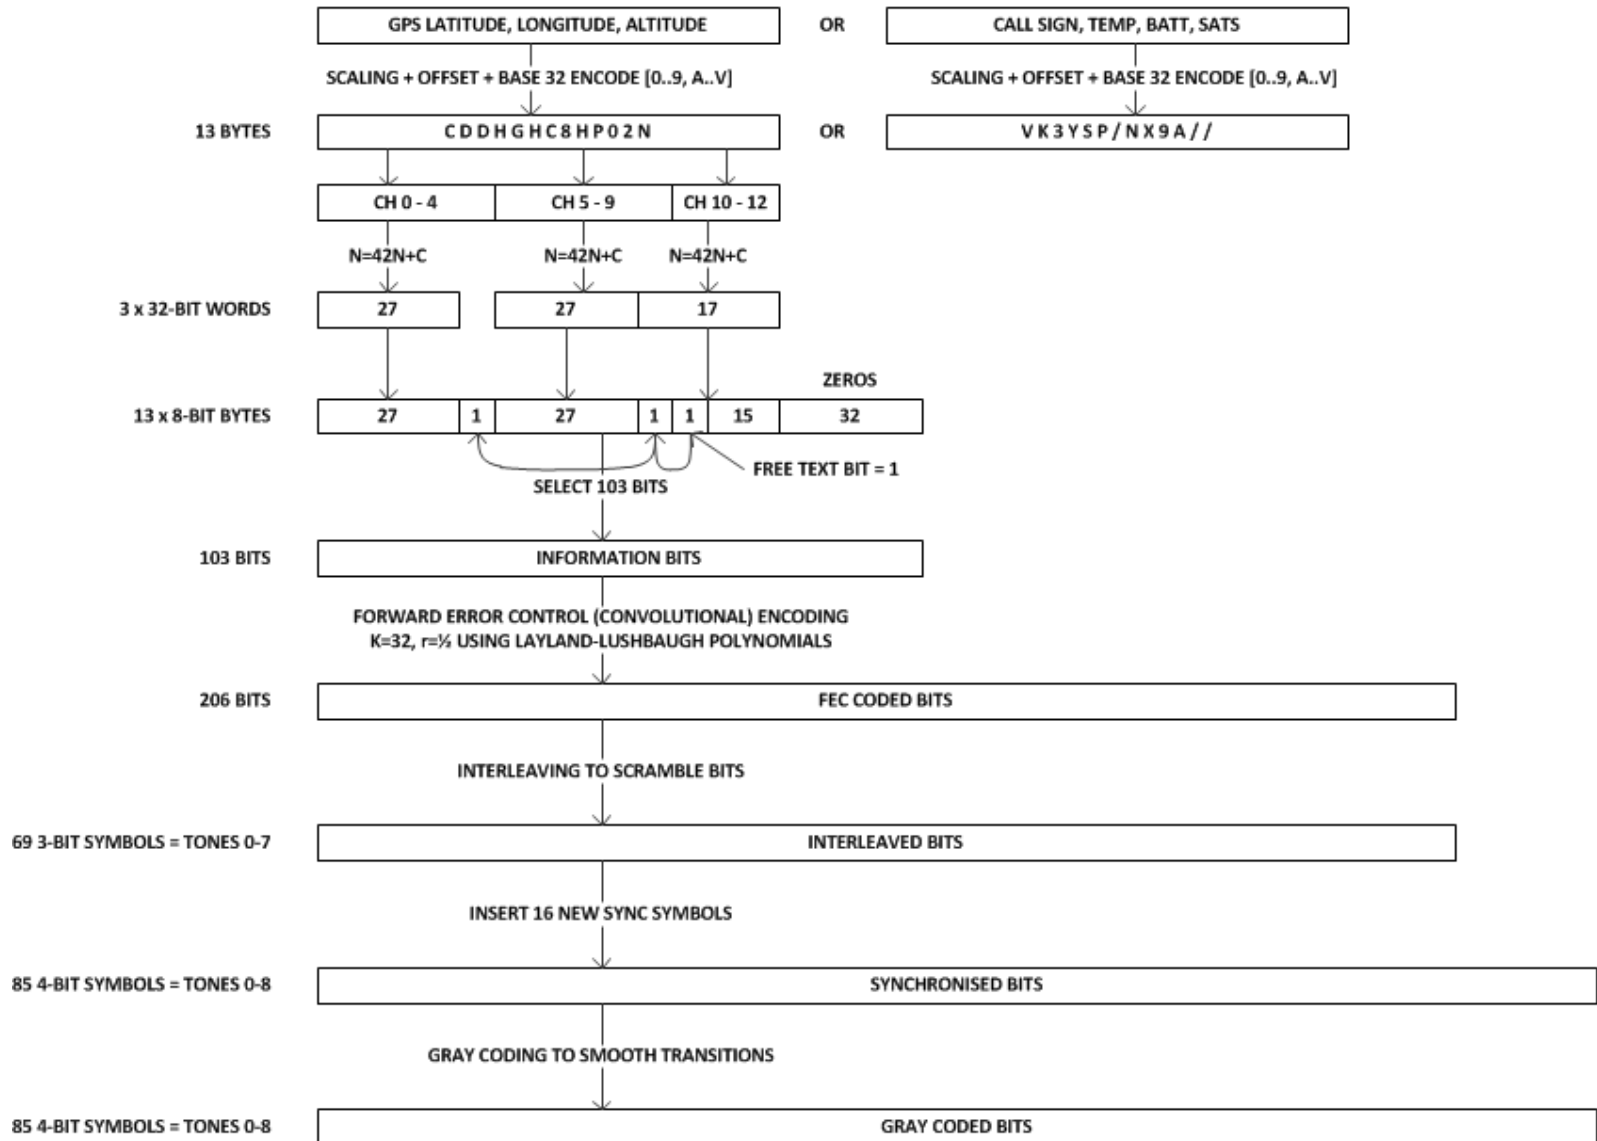 GPS LATITUDE, LONGITUDE, ALTITUDE OR CALL SIGN, TEMP, BATT, SATS
SCALING + OFFSET + BASE 32 ENCODE [0..9, A..V] SCALING + OFFSET + BASE 32 ENCODE [0..9, A..V]
13 BYTES C D D H G H C 8 H P 0 2 N OR V K 3 Y S P / N X 9 A / /
CH 0 - 4 CH 5 - 9 CH 10 - 12
N=42N+C N=42N+C N=42N+C
3 x 32-BIT WORDS 27 27 17
ZEROS
13 x 8-BIT BYTES 27 1 27 1 1 15 32
FREE TEXT BIT = 1
SELECT 103 BITS
103 BITS INFORMATION BITS
FORWARD ERROR CONTROL (CONVOLUTIONAL) ENCODING
K=32, r=½ USING LAYLAND-LUSHBAUGH POLYNOMIALS
206 BITS FEC CODED BITS
INTERLEAVING TO SCRAMBLE BITS
69 3-BIT SYMBOLS = TONES 0-7 INTERLEAVED BITS
INSERT 16 NEW SYNC SYMBOLS
85 4-BIT SYMBOLS = TONES 0-8 SYNCHRONISED BITS
GRAY CODING TO SMOOTH TRANSITIONS
85 4-BIT SYMBOLS = TONES 0-8 GRAY CODED BITS